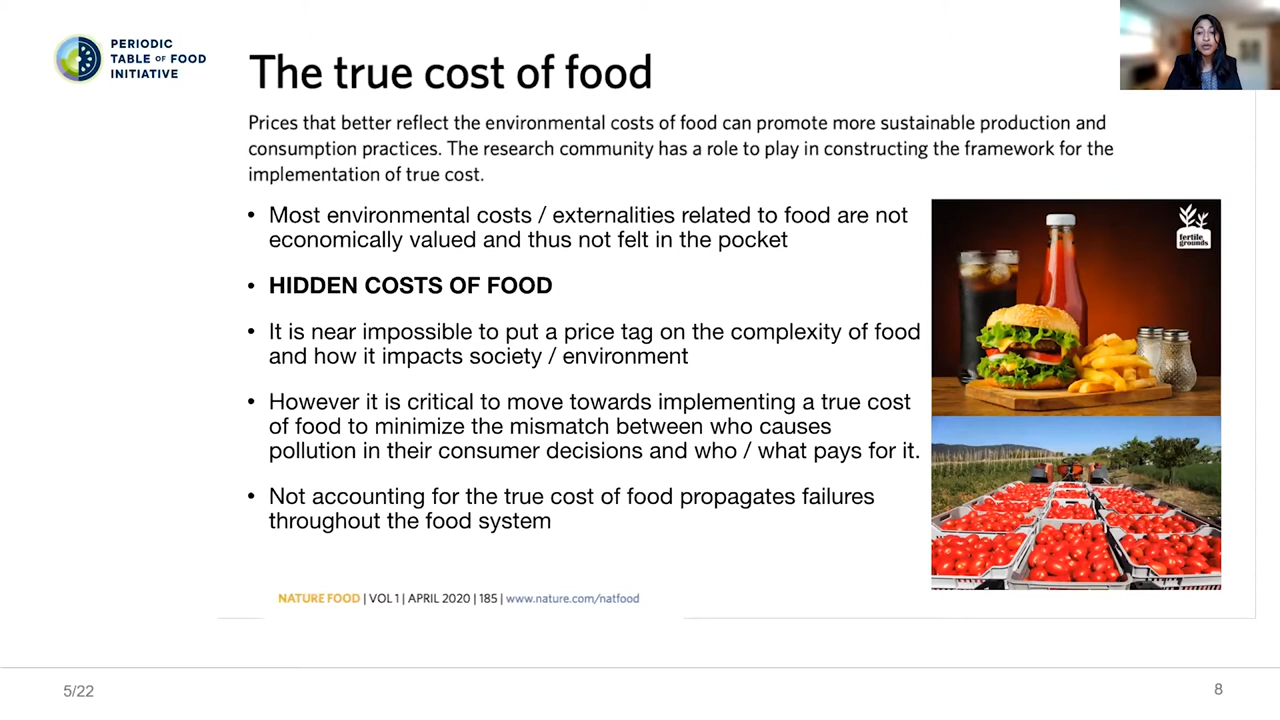 PERIODIC
TABLE OF FOOD
INITIATIVE
The true cost of food
Prices that better reflect the environmental costs of food can promote more sustainable production and
consumption practices. The research community has a role to play in constructing the framework for the
implementation of true cost.
• Most environmental costs / externalities related to food are not
economically valued and thus not felt in the pocket
• HIDDEN COSTS OF FOOD
• It is near impossible to put a price tag on the complexity of food
and how it impacts society / environment
• However it is critical to move towards implementing a true cost
of food to minimize the mismatch between who causes
pollution in their consumer decisions and who / what pays for it.
• Not accounting for the true cost of food propagates failures
throughout the food system
fertile
grounds
NATURE FOOD | VOL 1 | APRIL 2020 | 185 | www.nature.com/natfood
5/22
8